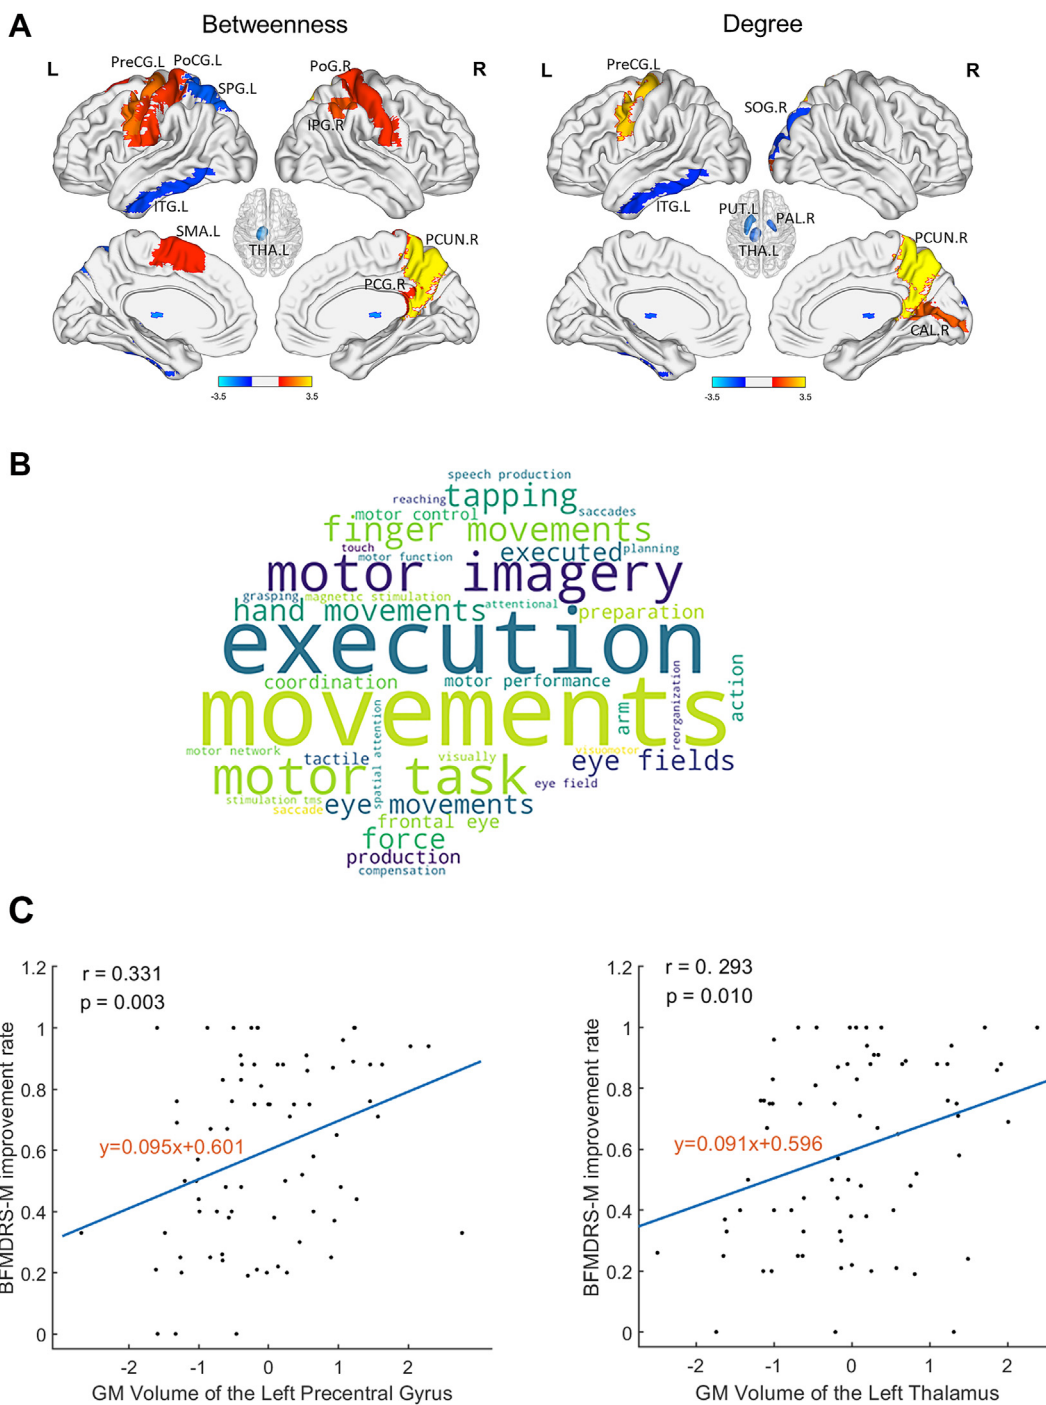 A
Betweenness
Degree
L
PreCG.L
PoCG.L
SPG.L
PoG.R
IPG.R
R
ITG.L
THA.L
SMA.L
PCUN.R
PCG.R
-3.5
3.5
L
PreCG.L
SOG.R
R
ITG.L
PUT.L
PAL.R
THA.L
PCUN.R
CAL.R
-3.5
3.5
B
speech production
reaching
tapping
motor control
saccades
finger movements
touch
executed
planning
motor function
motor imagery
grasping
magnetic stimulation
attentional
hand movements
preparation
execution
coordination
motor performance
reorganization
action
movements
arm
spatial attention
motor network
tactile
visually
visuomotor
eye fields
motor task
eye field
stimulation tms
saccade
eye movements
frontal eye
force
production
compensation
C
r = 0.331
p = 0.003
y=0.095x+0.601
BFMDRS-M improvement rate
1.2
1
0.8
0.6
0.4
0.2
0
-2
-1
0
1
2
GM Volume of the Left Precentral Gyrus
r = 0. 293
p = 0.010
y=0.091x+0.596
BFMDRS-M improvement rate
1.2
1
0.8
0.6
0.4
0.2
0
-2
-1
0
1
2
GM Volume of the Left Thalamus